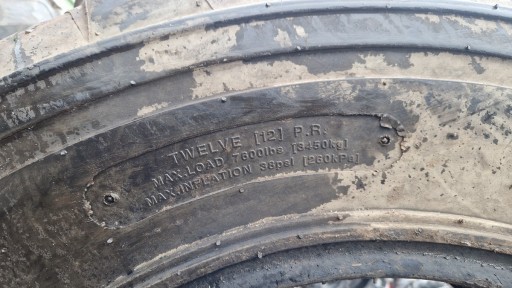 TWELVE [12] P.R.
MAX.LOAD 7600lbs [3450kg]
MAX.INFLATION 38psi [260kPa]